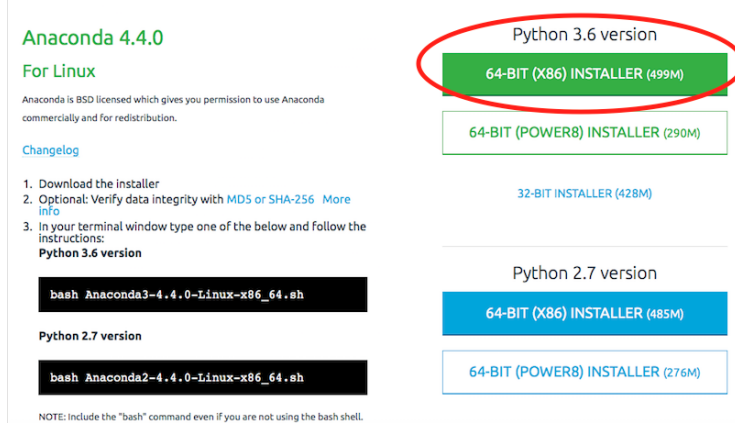 Anaconda 4.4.0
For Linux
Anaconda is BSD licensed which gives you permission to use Anaconda
commercially and for redistribution.
Changelog
1. Download the installer
2. Optional: Verify data integrity with MD5 or SHA-256 More
info
3. In your terminal window type one of the below and follow the
instructions:
Python 3.6 version
bash Anaconda3-4.4.0-Linux-x86_64.sh
Python 2.7 version
bash Anaconda2-4.4.0-Linux-x86_64.sh
NOTE: Include the "bash" command even if you are not using the bash shell.
Python 3.6 version
64-BIT (X86) INSTALLER (499M)
64-BIT (POWER8) INSTALLER (290M)
32-BIT INSTALLER (428M)
Python 2.7 version
64-BIT (X86) INSTALLER (485M)
64-BIT (POWER8) INSTALLER (276M)